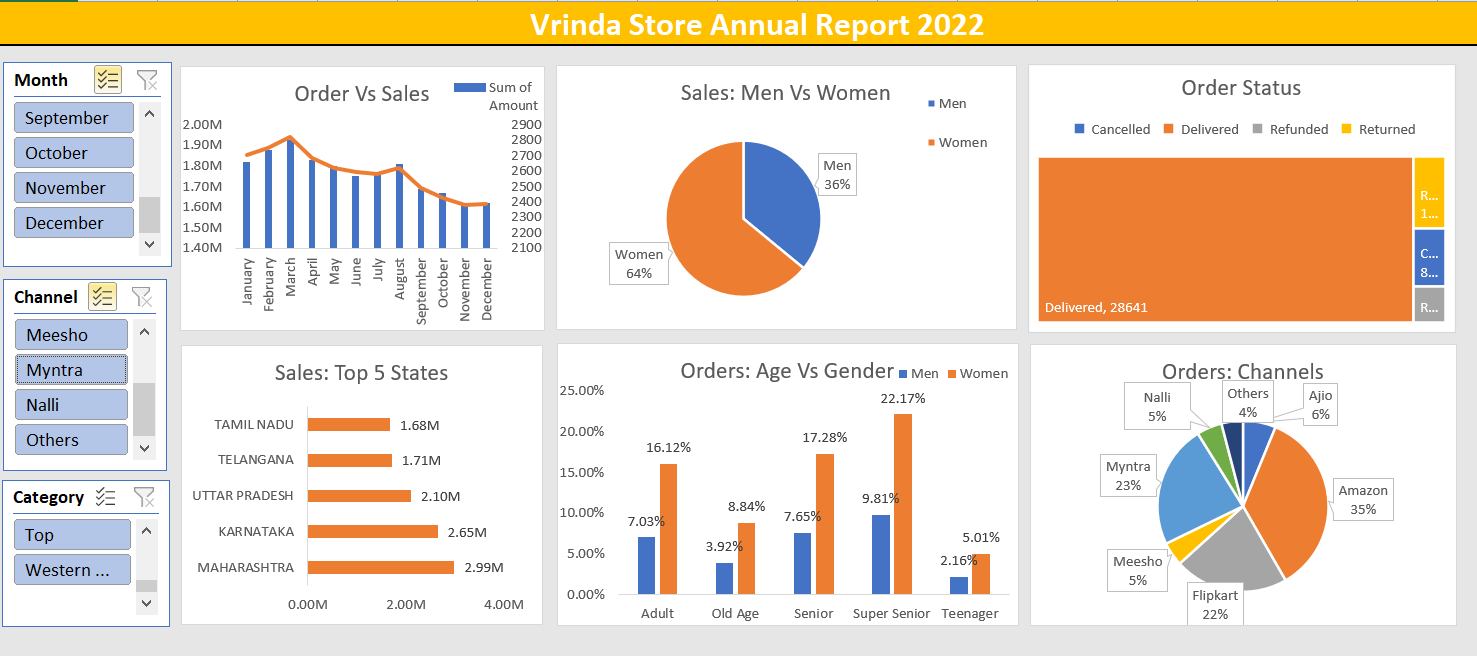 Vrinda Store Annual Report 2022
Month
September
October
November
December
Channel
Meesho
Myntra
Nalli
Others
Category
Top
Western ...
Order Vs Sales
Sum of
Amount
2.00M
1.90M
1.80M
1.70M
1.60M
1.50M
1.40M
2900
2800
2700
2600
2500
2400
2300
2200
2100
January
February
March
April
May
June
July
August
September
October
November
December
Sales: Men Vs Women
Men
Women
Men
36%
Women
64%
Order Status
Cancelled
Delivered
Refunded
Returned
Delivered, 28641
R...
1...
C...
8...
R...
Sales: Top 5 States
TAMIL NADU
1.68M
TELANGANA
1.71M
UTTAR PRADESH
2.10M
KARNATAKA
2.65M
MAHARASHTRA
2.99M
0.00M
2.00M
4.00M
Orders: Age Vs Gender
Men
Women
25.00%
20.00%
15.00%
10.00%
5.00%
0.00%
7.03%
16.12%
3.92%
8.84%
7.65%
17.28%
9.81%
22.17%
2.16%
5.01%
Adult
Old Age
Senior
Super Senior
Teenager
Orders: Channels
Nalli
5%
Others
4%
Ajio
6%
Myntra
23%
Amazon
35%
Meesho
5%
Flipkart
22%